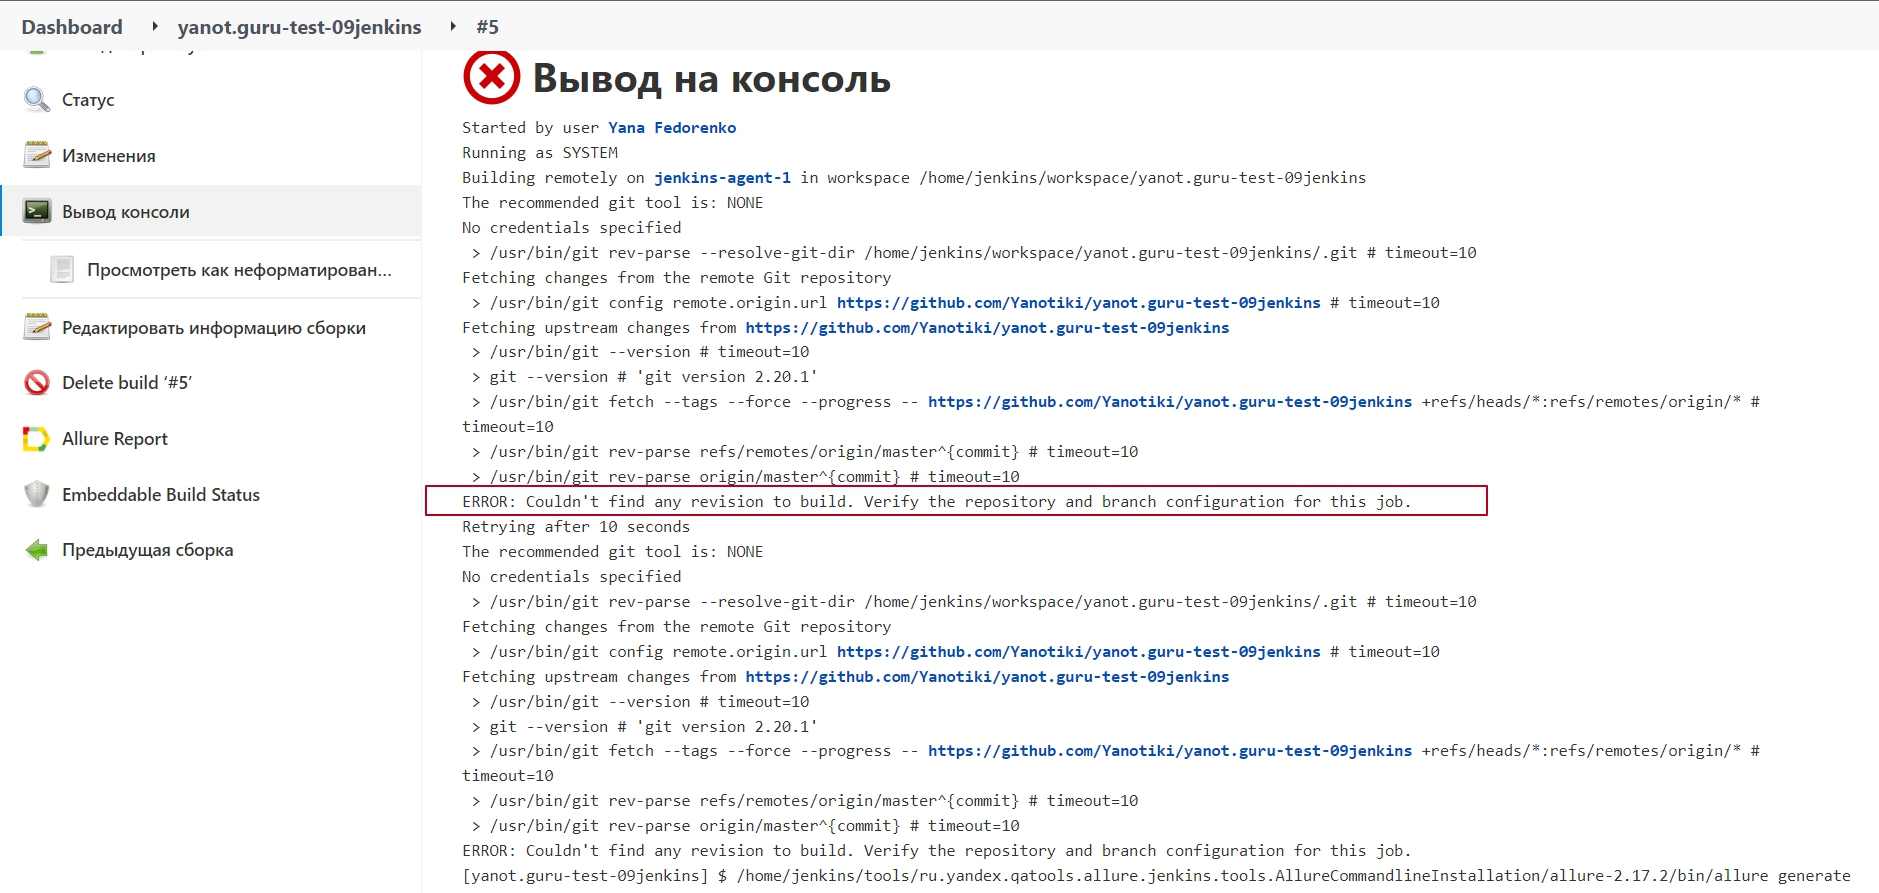 Dashboard yanot.guru-test-09jenkins #5
Статус
Изменения
Вывод консоли
Просмотреть как неформатирован...
Редактировать информацию сборки
Delete build ‘#5’
Allure Report
Embeddable Build Status
Предыдущая сборка
Вывод на консоль
Started by user Yana Fedorenko
Running as SYSTEM
Building remotely on jenkins-agent-1 in workspace /home/jenkins/workspace/yanot.guru-test-09jenkins
The recommended git tool is: NONE
No credentials specified
> /usr/bin/git rev-parse --resolve-git-dir /home/jenkins/workspace/yanot.guru-test-09jenkins/.git # timeout=10
Fetching changes from the remote Git repository
> /usr/bin/git config remote.origin.url https://github.com/Yanotiki/yanot.guru-test-09jenkins # timeout=10
Fetching upstream changes from https://github.com/Yanotiki/yanot.guru-test-09jenkins
> /usr/bin/git --version # timeout=10
> git --version # 'git version 2.20.1'
> /usr/bin/git fetch --tags --force --progress -- https://github.com/Yanotiki/yanot.guru-test-09jenkins +refs/heads/*:refs/remotes/origin/* #
timeout=10
> /usr/bin/git rev-parse refs/remotes/origin/master^{commit} # timeout=10
> /usr/bin/git rev-parse origin/master^{commit} # timeout=10
ERROR: Couldn't find any revision to build. Verify the repository and branch configuration for this job.
Retrying after 10 seconds
The recommended git tool is: NONE
No credentials specified
> /usr/bin/git rev-parse --resolve-git-dir /home/jenkins/workspace/yanot.guru-test-09jenkins/.git # timeout=10
Fetching changes from the remote Git repository
> /usr/bin/git config remote.origin.url https://github.com/Yanotiki/yanot.guru-test-09jenkins # timeout=10
Fetching upstream changes from https://github.com/Yanotiki/yanot.guru-test-09jenkins
> /usr/bin/git --version # timeout=10
> git --version # 'git version 2.20.1'
> /usr/bin/git fetch --tags --force --progress -- https://github.com/Yanotiki/yanot.guru-test-09jenkins +refs/heads/*:refs/remotes/origin/* #
timeout=10
> /usr/bin/git rev-parse refs/remotes/origin/master^{commit} # timeout=10
> /usr/bin/git rev-parse origin/master^{commit} # timeout=10
ERROR: Couldn't find any revision to build. Verify the repository and branch configuration for this job.
[yanot.guru-test-09jenkins] $ /home/jenkins/tools/ru.yandex.qatools.allure.jenkins.tools.AllureCommandlineInstallation/allure-2.17.2/bin/allure generate